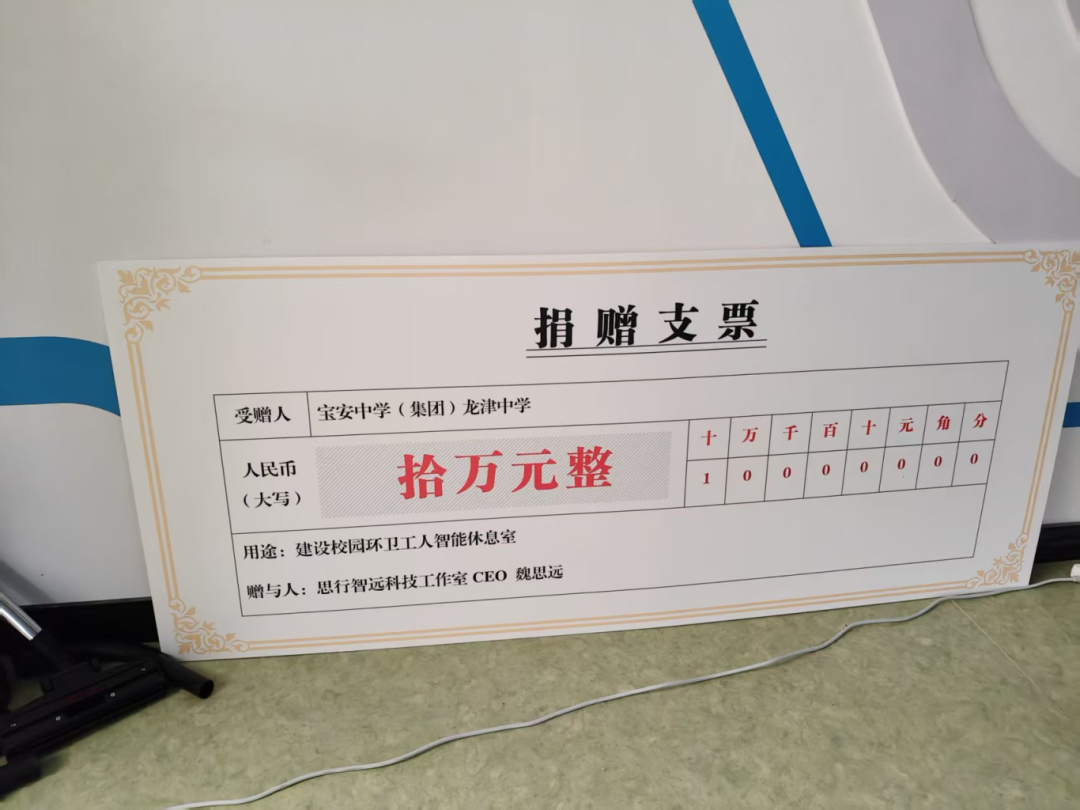 捐赠支票
受赠人 宝安中学（集团）龙津中学
人民币
（大写）
拾万元整
十 万 千 百 十 元 角 分
1 0 0 0 0 0 0 0
用途：建设校园环卫工人智能休息室
赠与人：思行智远科技工作室CEO 魏思远